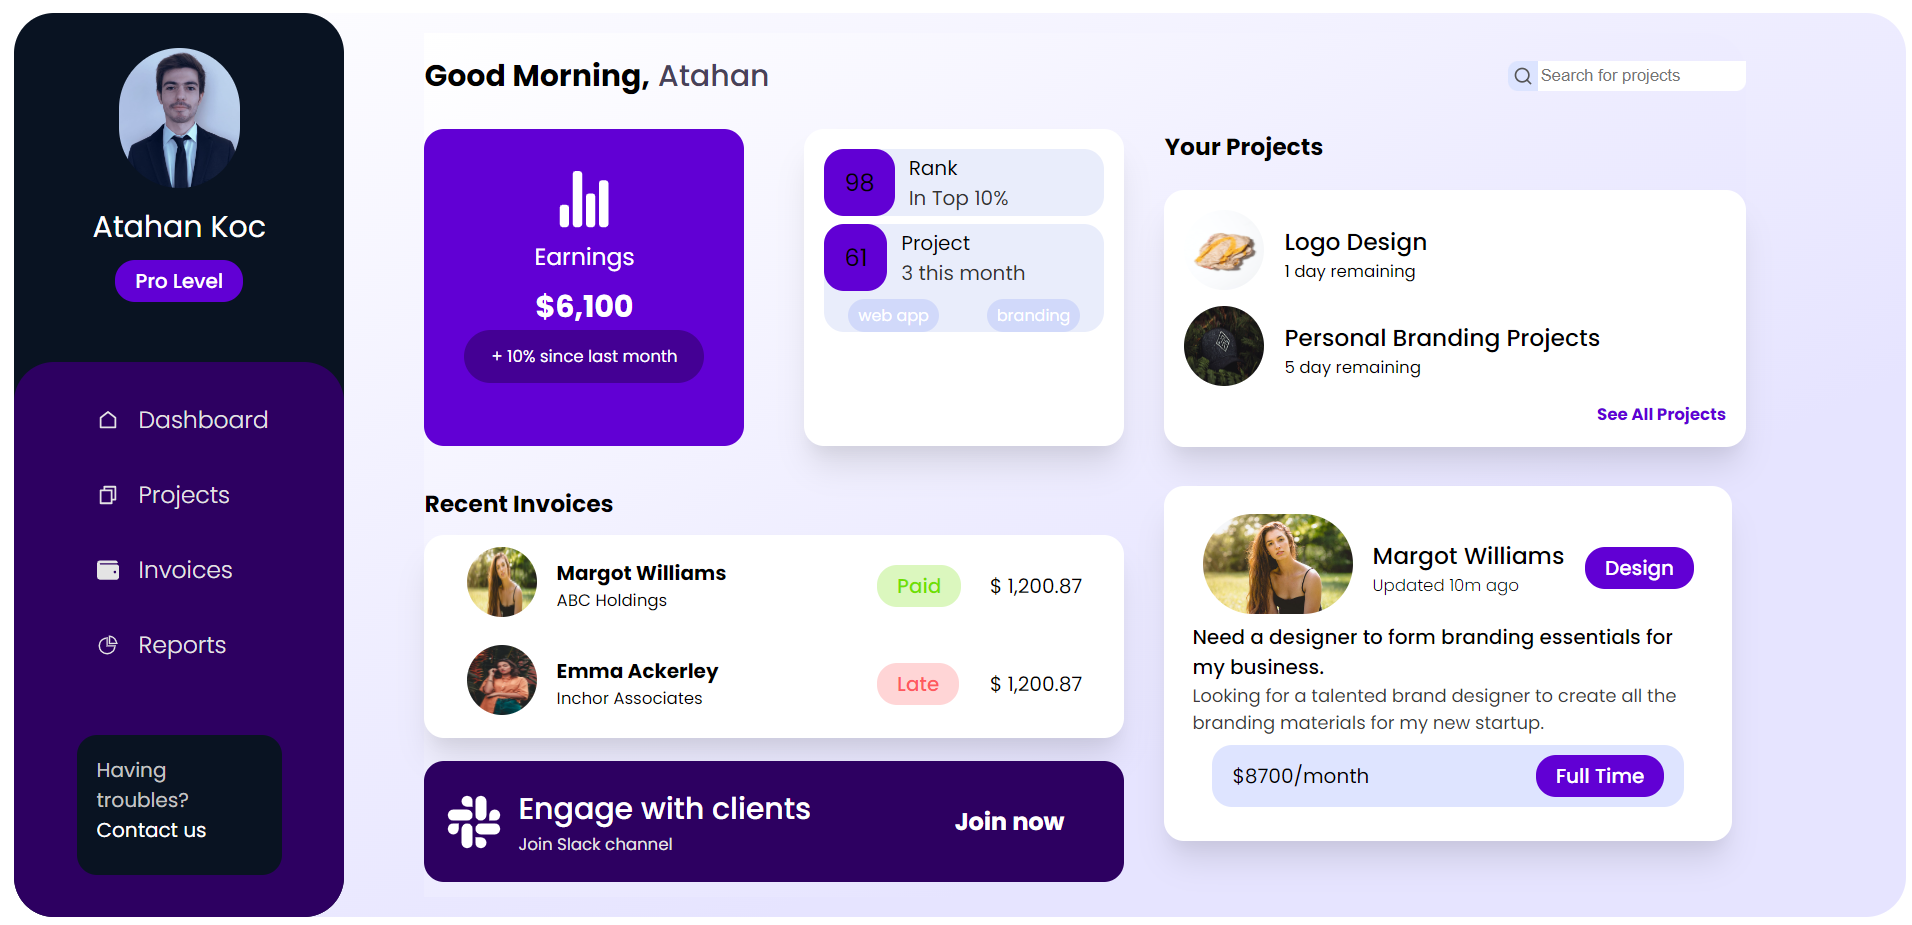 Atahan Koc
Pro Level
Dashboard
Projects
Invoices
Reports
Having
troubles?
Contact us
Good Morning, Atahan
Search for projects
Earnings
$6,100
+ 10% since last month
98
Rank
In Top 10%
61
Project
3 this month
web app
branding
Your Projects
Logo Design
1 day remaining
Personal Branding Projects
5 day remaining
See All Projects
Recent Invoices
Margot Williams
ABC Holdings
Paid
$ 1,200.87
Emma Ackerley
Inchor Associates
Late
$ 1,200.87
Engage with clients
Join Slack channel
Join now
Margot Williams
Updated 10m ago
Design
Need a designer to form branding essentials for
my business.
Looking for a talented brand designer to create all the
branding materials for my new startup.
$8700/month
Full Time